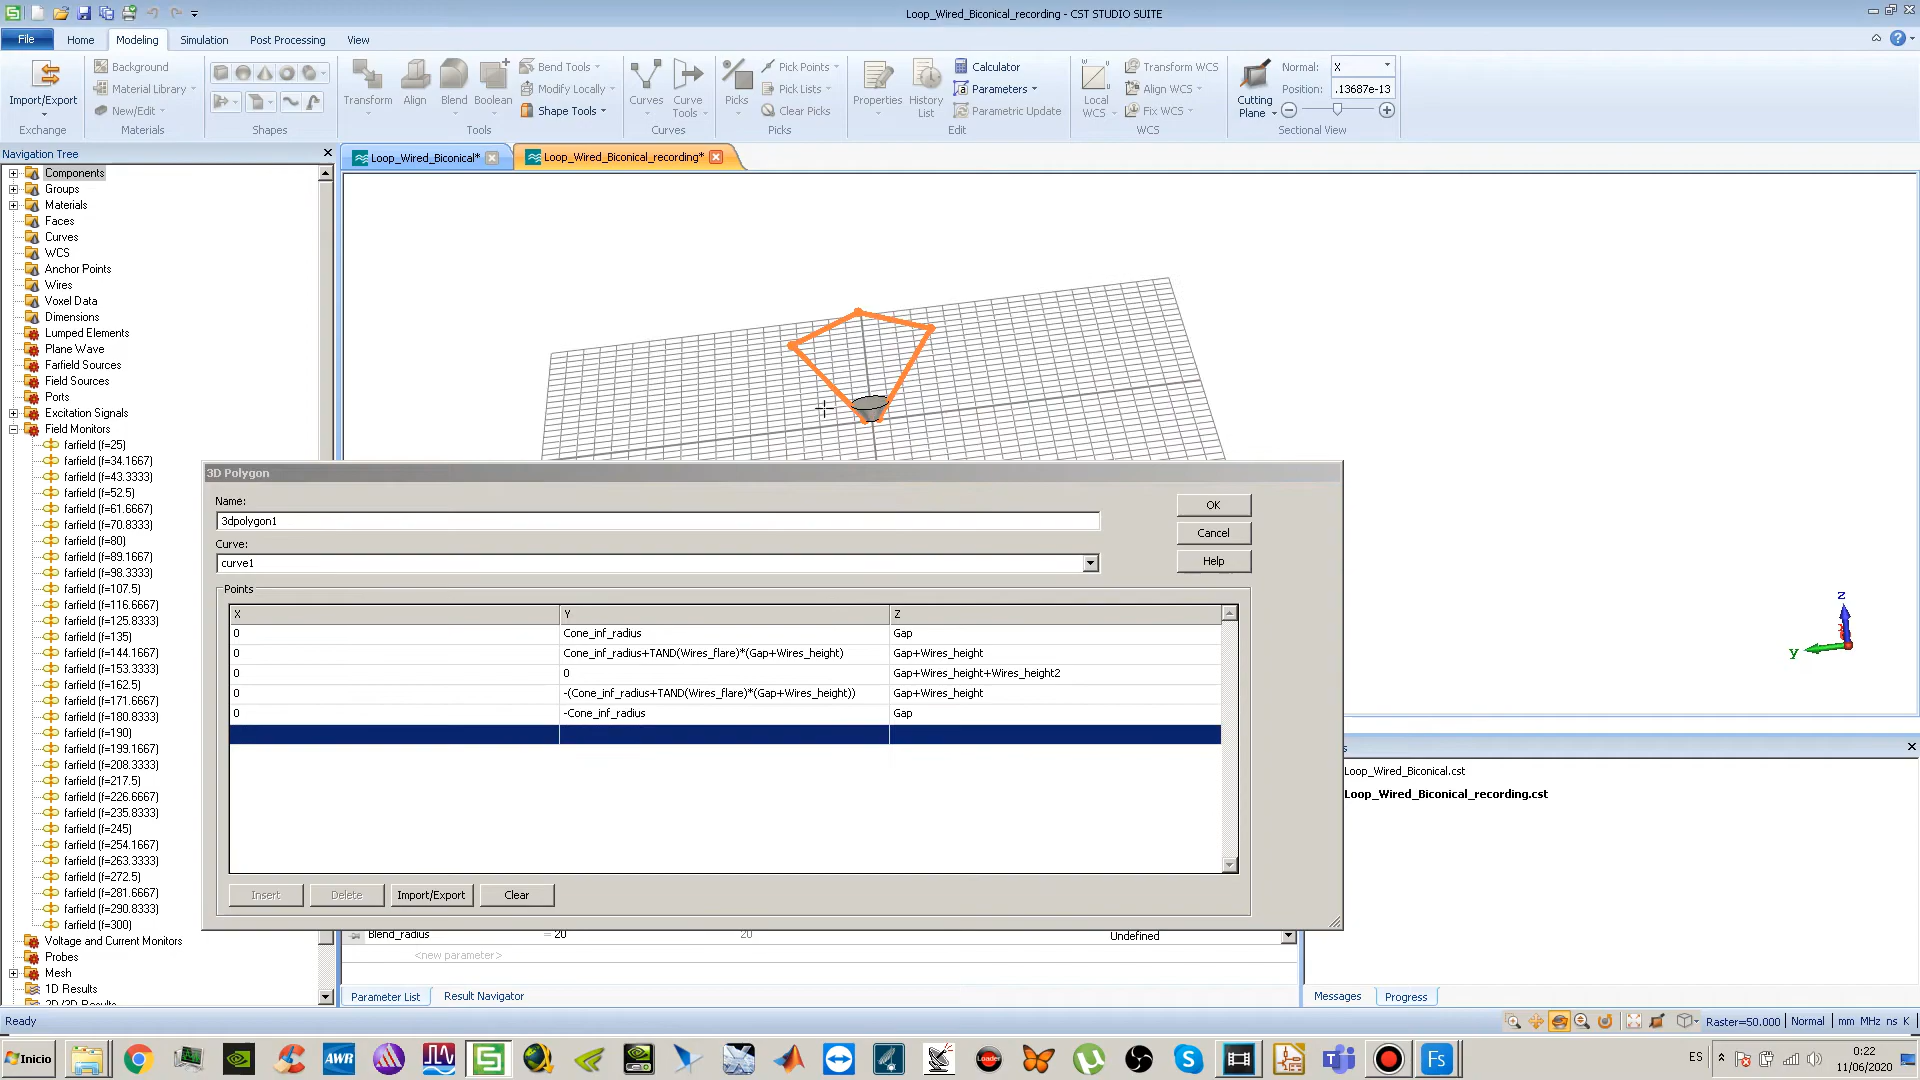 Loop_Wired_Biconical_recording - CST STUDIO SUITE
File
Home
Modeling
Simulation
Post Processing
View
Import/Export
Exchange
Background
Material Library
New/Edit
Materials
Shapes
Transform
Align
Blend
Boolean
Bend Tools
Modify Locally
Shape Tools
Tools
Curves
Curve Tools
Curves
Picks
Pick Points
Pick Lists
Clear Picks
Picks
Properties
History List
Calculator
Parameters
Parametric Update
Edit
Local WCS
Transform WCS
Align WCS
Fix WCS
WCS
Cutting Plane
Normal: X
Position: .13687e-13
Sectional View
Navigation Tree
Loop_Wired_Biconical*
Loop_Wired_Biconical_recording*
Components
Groups
Materials
Faces
Curves
WCS
Anchor Points
Wires
Voxel Data
Dimensions
Lumped Elements
Plane Wave
Farfield Sources
Field Sources
Ports
Excitation Signals
Field Monitors
farfield (f=25)
farfield (f=34.1667)
farfield (f=43.3333)
farfield (f=52.5)
farfield (f=61.6667)
farfield (f=70.8333)
farfield (f=80)
farfield (f=89.1667)
farfield (f=98.3333)
farfield (f=107.5)
farfield (f=116.6667)
farfield (f=125.8333)
farfield (f=135)
farfield (f=144.1667)
farfield (f=153.3333)
farfield (f=162.5)
farfield (f=171.6667)
farfield (f=180.8333)
farfield (f=190)
farfield (f=199.1667)
farfield (f=208.3333)
farfield (f=217.5)
farfield (f=226.6667)
farfield (f=235.8333)
farfield (f=245)
farfield (f=254.1667)
farfield (f=263.3333)
farfield (f=272.5)
farfield (f=281.6667)
farfield (f=290.8333)
farfield (f=300)
Voltage and Current Monitors
Probes
Mesh
1D Results
2D/3D Results
3D Polygon
Name:
3dpolygon1
Curve:
curve1
OK
Cancel
Help
Points
X Y Z
0 Cone_inf_radius Gap
0 Cone_inf_radius+TAND(Wires_flare)*(Gap+Wires_height) Gap+Wires_height
0 0 Gap+Wires_height+Wires_height2
0 -(Cone_inf_radius+TAND(Wires_flare)*(Gap+Wires_height)) Gap+Wires_height
0 -Cone_inf_radius Gap
Insert
Delete
Import/Export
Clear
z
y
s
Loop_Wired_Biconical.cst
Loop_Wired_Biconical_recording.cst
Blend_radius = 20 20 Undefined
<new parameter>
Parameter List
Result Navigator
Messages
Progress
Ready
Raster=50.000 Normal mm MHz ns K
Inicio
AWR
Loader
Fs
ES
0:22
11/06/2020